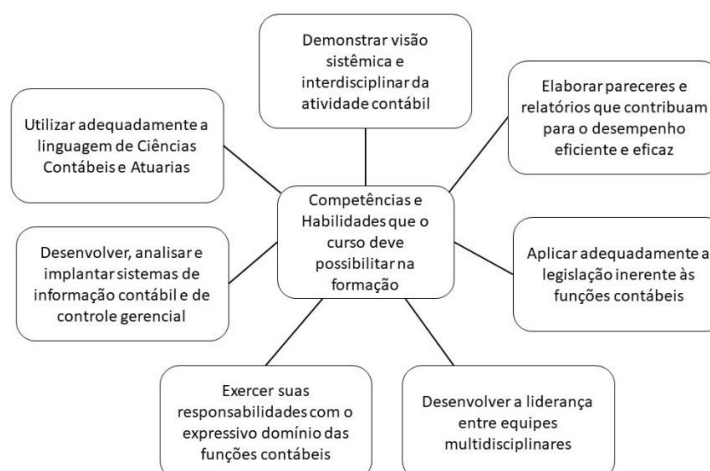 Demonstrar visão
sistêmica e
interdisciplinar da
atividade contábil
Elaborar pareceres e
relatórios que contribuam
para o desempenho
eficiente e eficaz
Utilizar adequadamente a
linguagem de Ciências
Contábeis e Atuarias
Competências e
Habilidades que o
curso deve
possibilitar na
formação
Desenvolver, analisar e
implantar sistemas de
informação contábil e de
controle gerencial
Aplicar adequadamente a
legislação inerente às
funções contábeis
Exercer suas
responsabilidades com o
expressivo domínio das
funções contábeis
Desenvolver a liderança
entre equipes
multidisciplinares